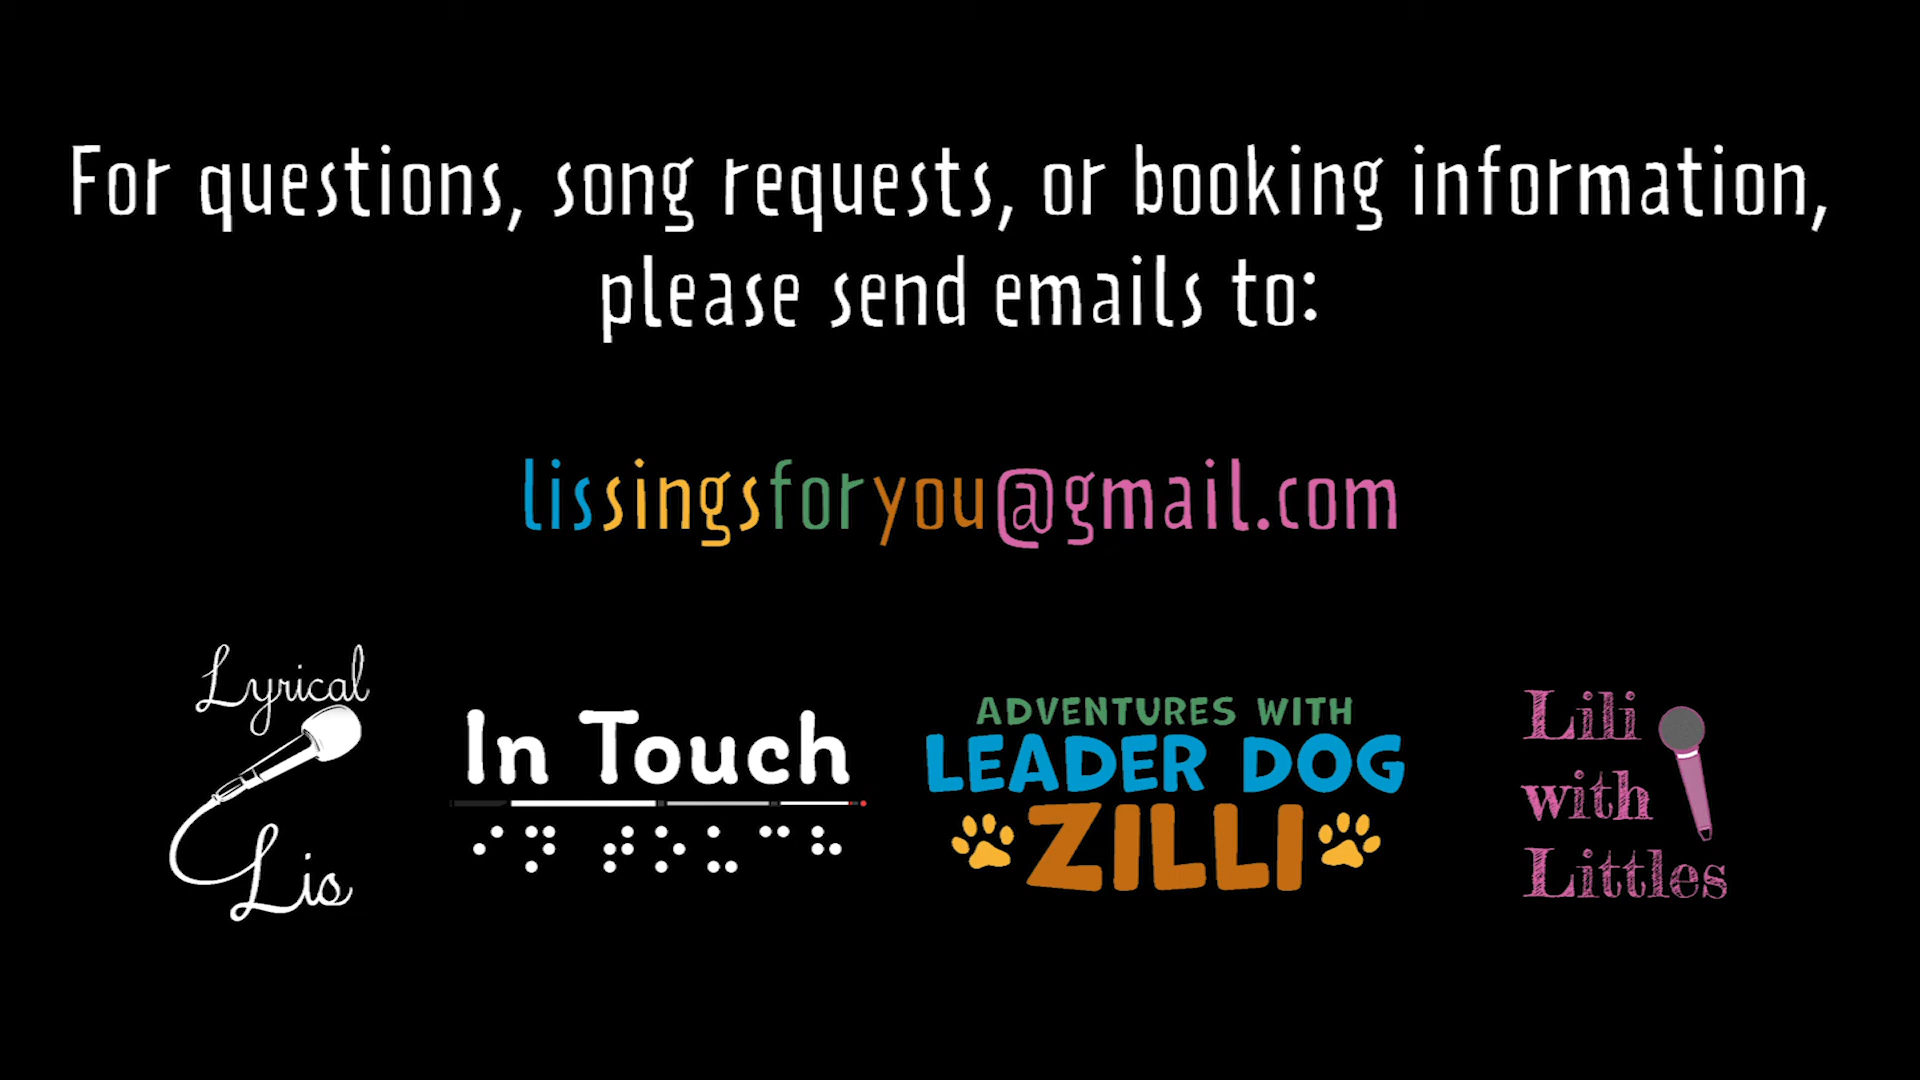 For questions, song requests, or booking information,
please send emails to:
lissingsforyou@gmail.com
Lyrical
Lis
In Touch
⠊⠝ ⠞⠕⠥⠉⠓
ADVENTURES WITH
LEADER DOG
ZILLI
Lili
with
Littles